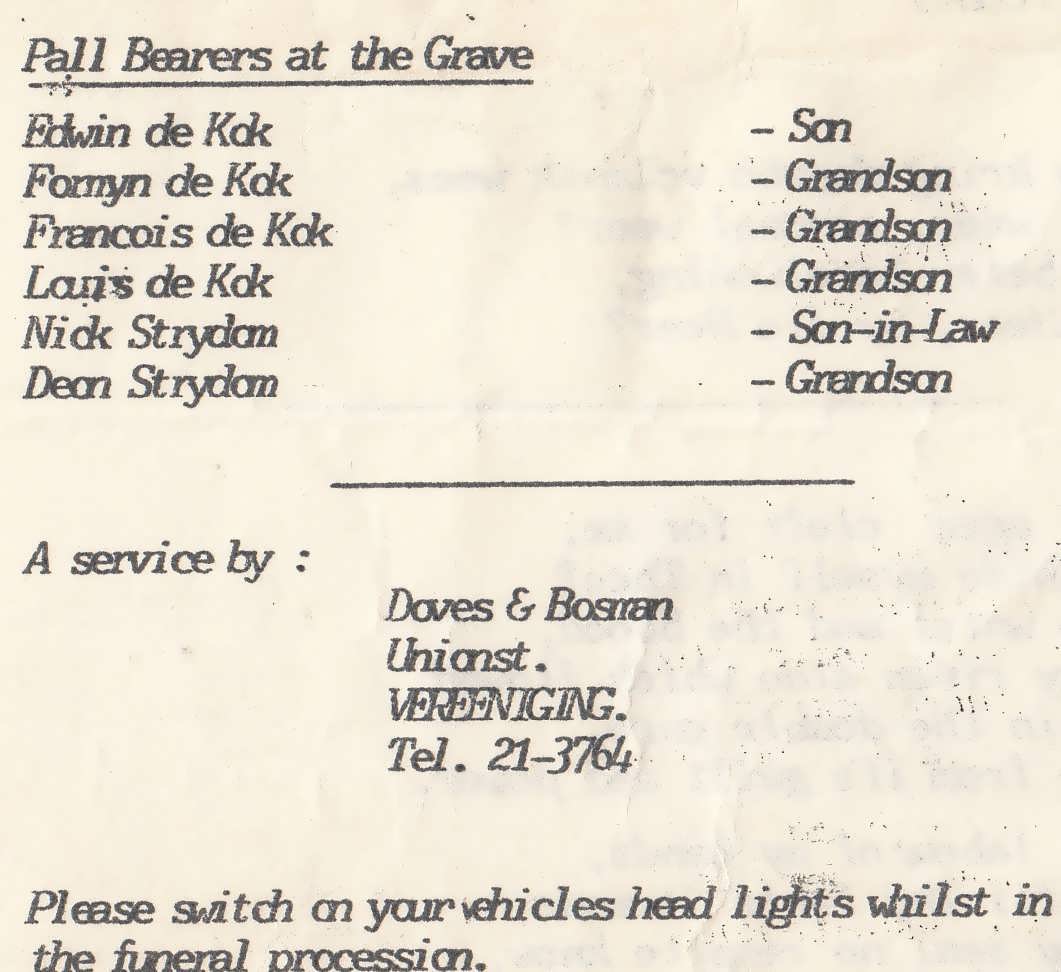 Pall Bearers at the Grave
Edwin de Kok - Son
Formyn de Kok - Grandson
Francois de Kok - Grandson
Louis de Kok - Grandson
Nick Strydom - Son-in-Law
Deon Strydom - Grandson
A service by :
Doves & Bosman
Unionst.
VEREENIGING.
Tel. 21-3764
Please switch on your vehicles head lights whilst in
the funeral procession.